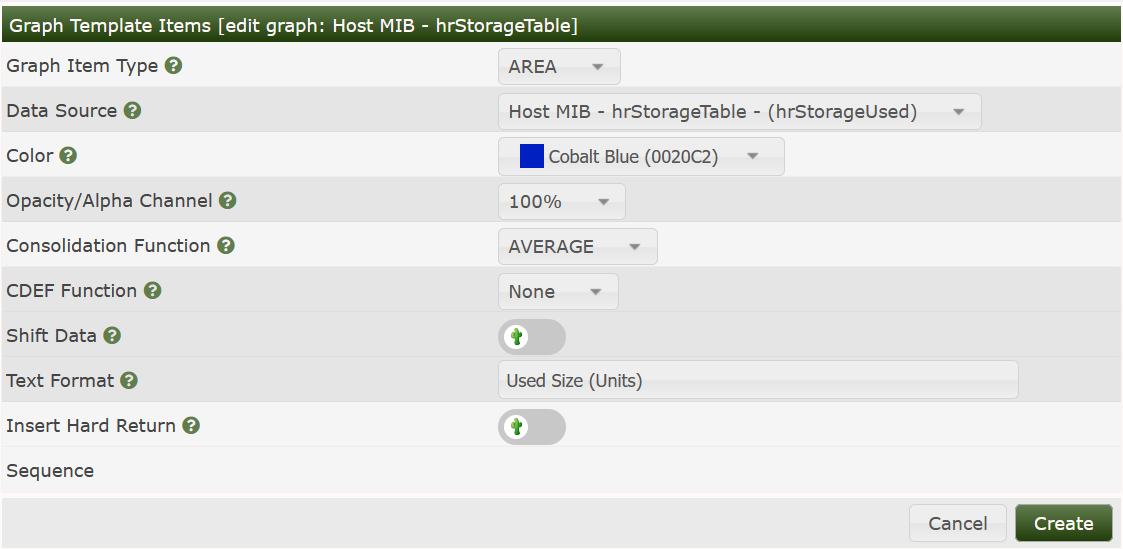 Graph Template Items [edit graph: Host MIB - hrStorageTable]
Graph Item Type ? AREA
Data Source ? Host MIB - hrStorageTable - (hrStorageUsed)
Color ? Cobalt Blue (0020C2)
Opacity/Alpha Channel ? 100%
Consolidation Function ? AVERAGE
CDEF Function ? None
Shift Data ?
Text Format ? Used Size (Units)
Insert Hard Return ?
Sequence
Cancel Create